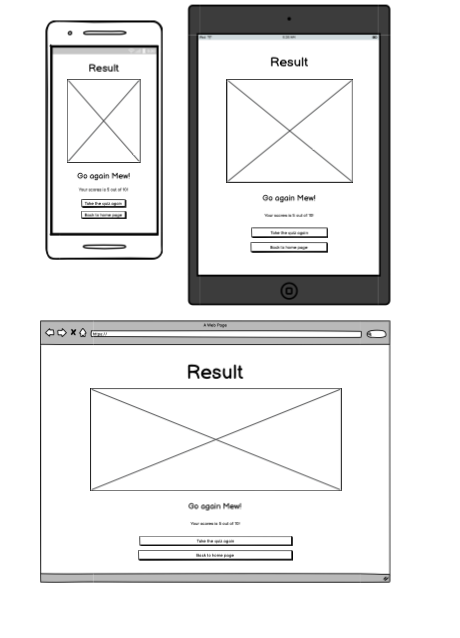 Result
Go again Mew!
Your scores is 5 out of 10!
Take the quiz again
Back to home page
Result
Go again Mew!
Your scores is 5 out of 10!
Take the quiz again
Back to home page
A Web Page
https://
Result
Go again Mew!
Your scores is 5 out of 10!
Take the quiz again
Back to home page